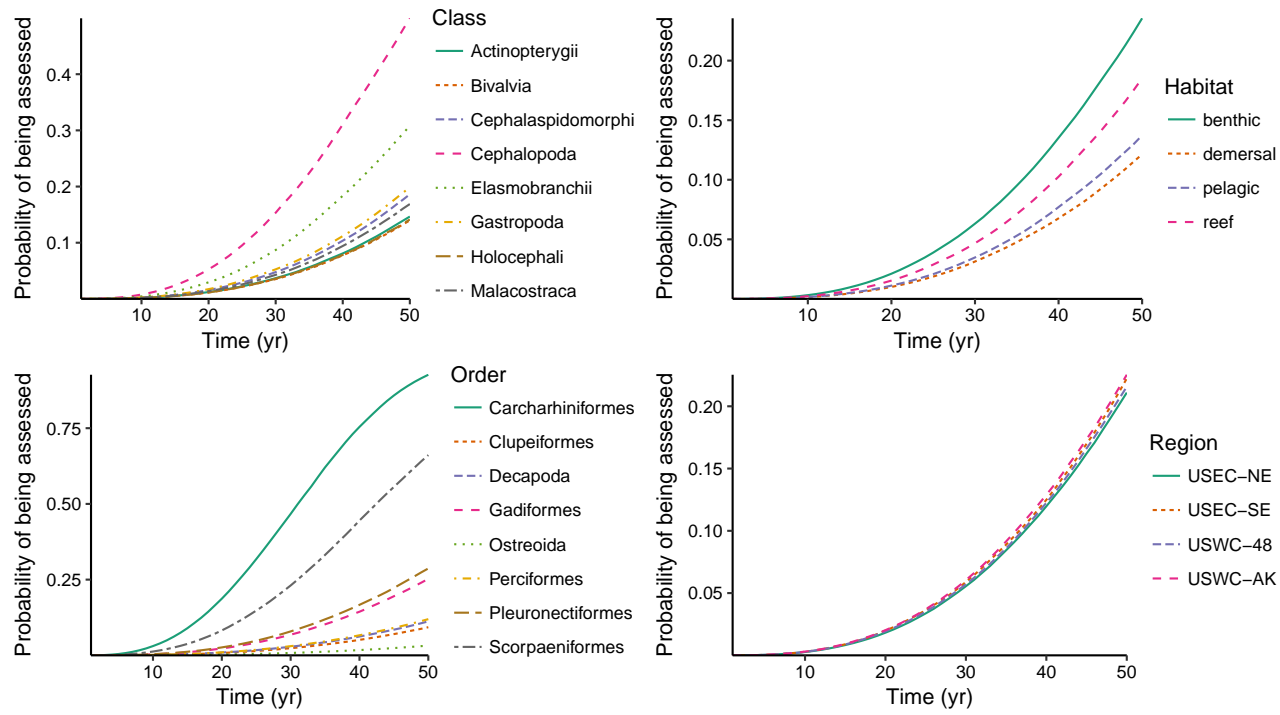 Probability of being assessed
0.4
0.3
0.2
0.1
10 20 30 40 50
Time (yr)
Class
Actinopterygii
Bivalvia
Cephalaspidomorphi
Cephalopoda
Elasmobranchii
Gastropoda
Holocephali
Malacostraca
Probability of being assessed
0.20
0.15
0.10
0.05
10 20 30 40 50
Time (yr)
Habitat
benthic
demersal
pelagic
reef
Probability of being assessed
0.75
0.50
0.25
10 20 30 40 50
Time (yr)
Order
Carcharhiniformes
Clupeiformes
Decapoda
Gadiformes
Ostreoida
Perciformes
Pleuronectiformes
Scorpaeniformes
Probability of being assessed
0.20
0.15
0.10
0.05
10 20 30 40 50
Time (yr)
Region
USEC−NE
USEC−SE
USWC−48
USWC−AK